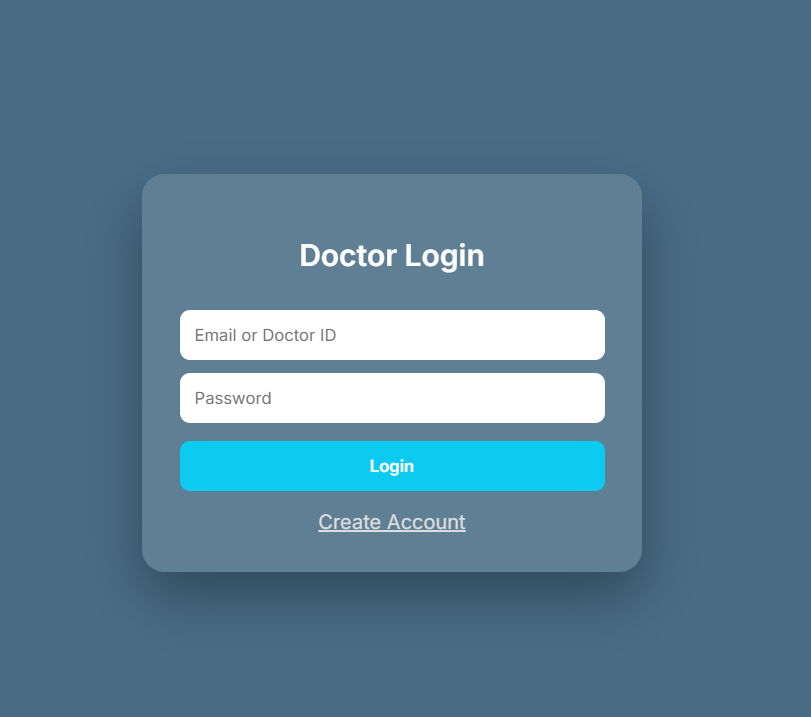 Doctor Login
Email or Doctor ID
Password
Login
Create Account